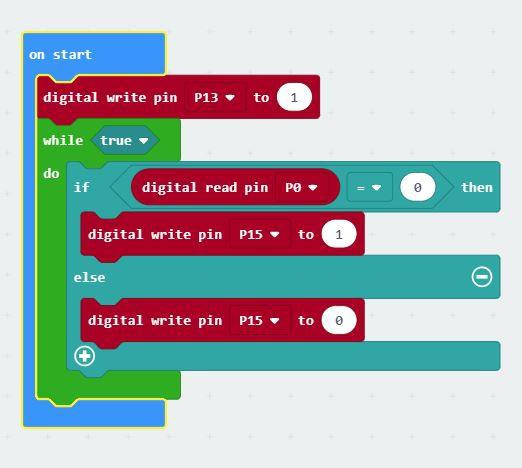 on start
digital write pin P13 to 1
while true
do
if digital read pin P0 = 0 then
digital write pin P15 to 1
else
digital write pin P15 to 0